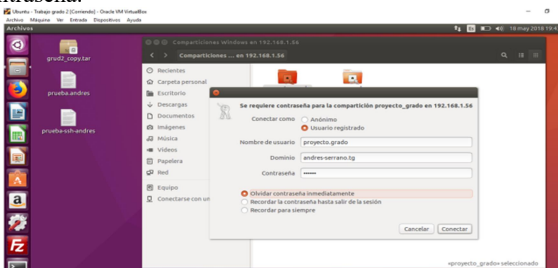 ntraseña.
Ubuntu - Trabajo grado 2 [Corriendo] - Oracle VM VirtualBox
Archivo Máquina Ver Entrada Dispositivos Ayuda
Archivos
18 may 2018 19:4
Comparticiones Windows en 192.168.1.56
Comparticiones ... en 192.168.1.56
grud2_copy.tar
prueba.andres
prueba-ssh-andres
Recientes
Carpeta personal
Escritorio
Descargas
Documentos
Imágenes
Música
Vídeos
Papelera
Red
Equipo
Conectarse con un
Se requiere contraseña para la compartición proyecto_grado en 192.168.1.56
Conectar como
Anónimo
Usuario registrado
Nombre de usuario proyecto.grado
Dominio andres-serrano.tg
Contraseña ••••••
Olvidar contraseña inmediatamente
Recordar la contraseña hasta salir de la sesión
Recordar para siempre
Cancelar Conectar
«proyecto_grado» seleccionado